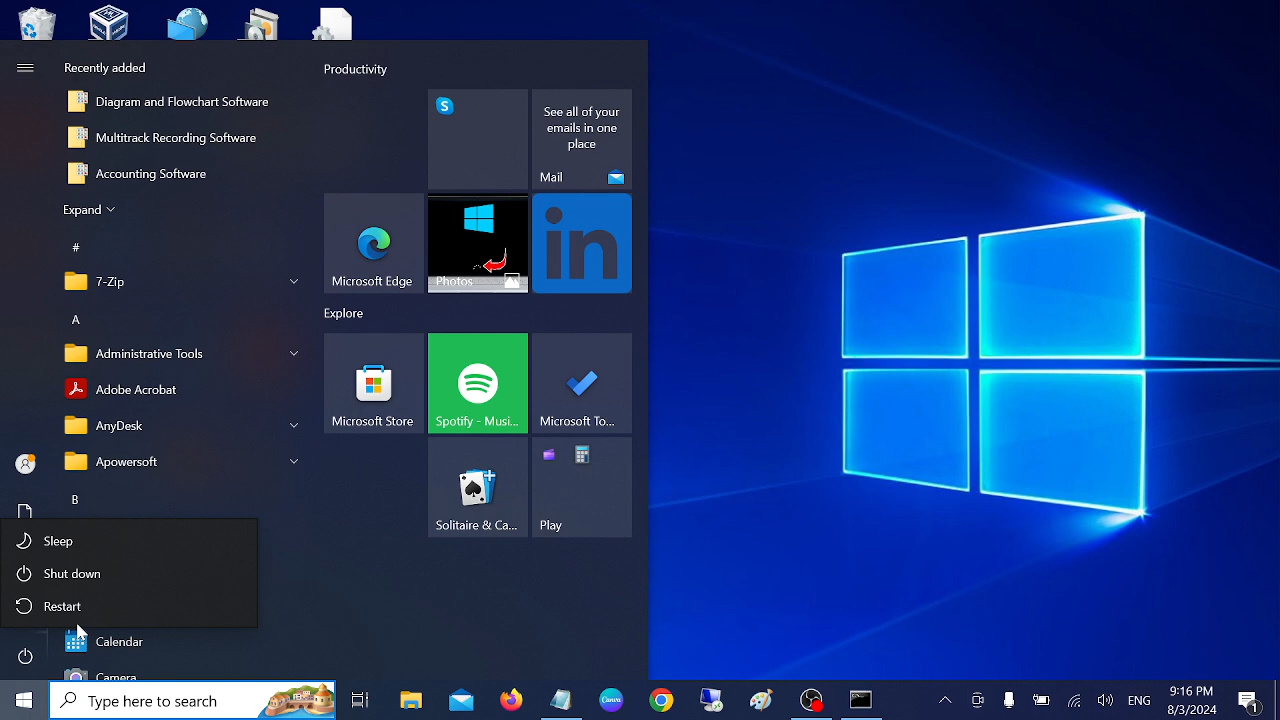 Recently added
Diagram and Flowchart Software
Multitrack Recording Software
Accounting Software
Expand
#
7-Zip
A
Administrative Tools
Adobe Acrobat
AnyDesk
Apowersoft
B
Sleep
Shut down
Restart
Calendar
Camera
Productivity
S
See all of your
emails in one
place
Mail
Microsoft Edge
Photos
in
Explore
Microsoft Store
Spotify - Musi...
Microsoft To...
Solitaire & Ca...
Play
Type here to search
Canva
ENG
9:16 PM
8/3/2024
1